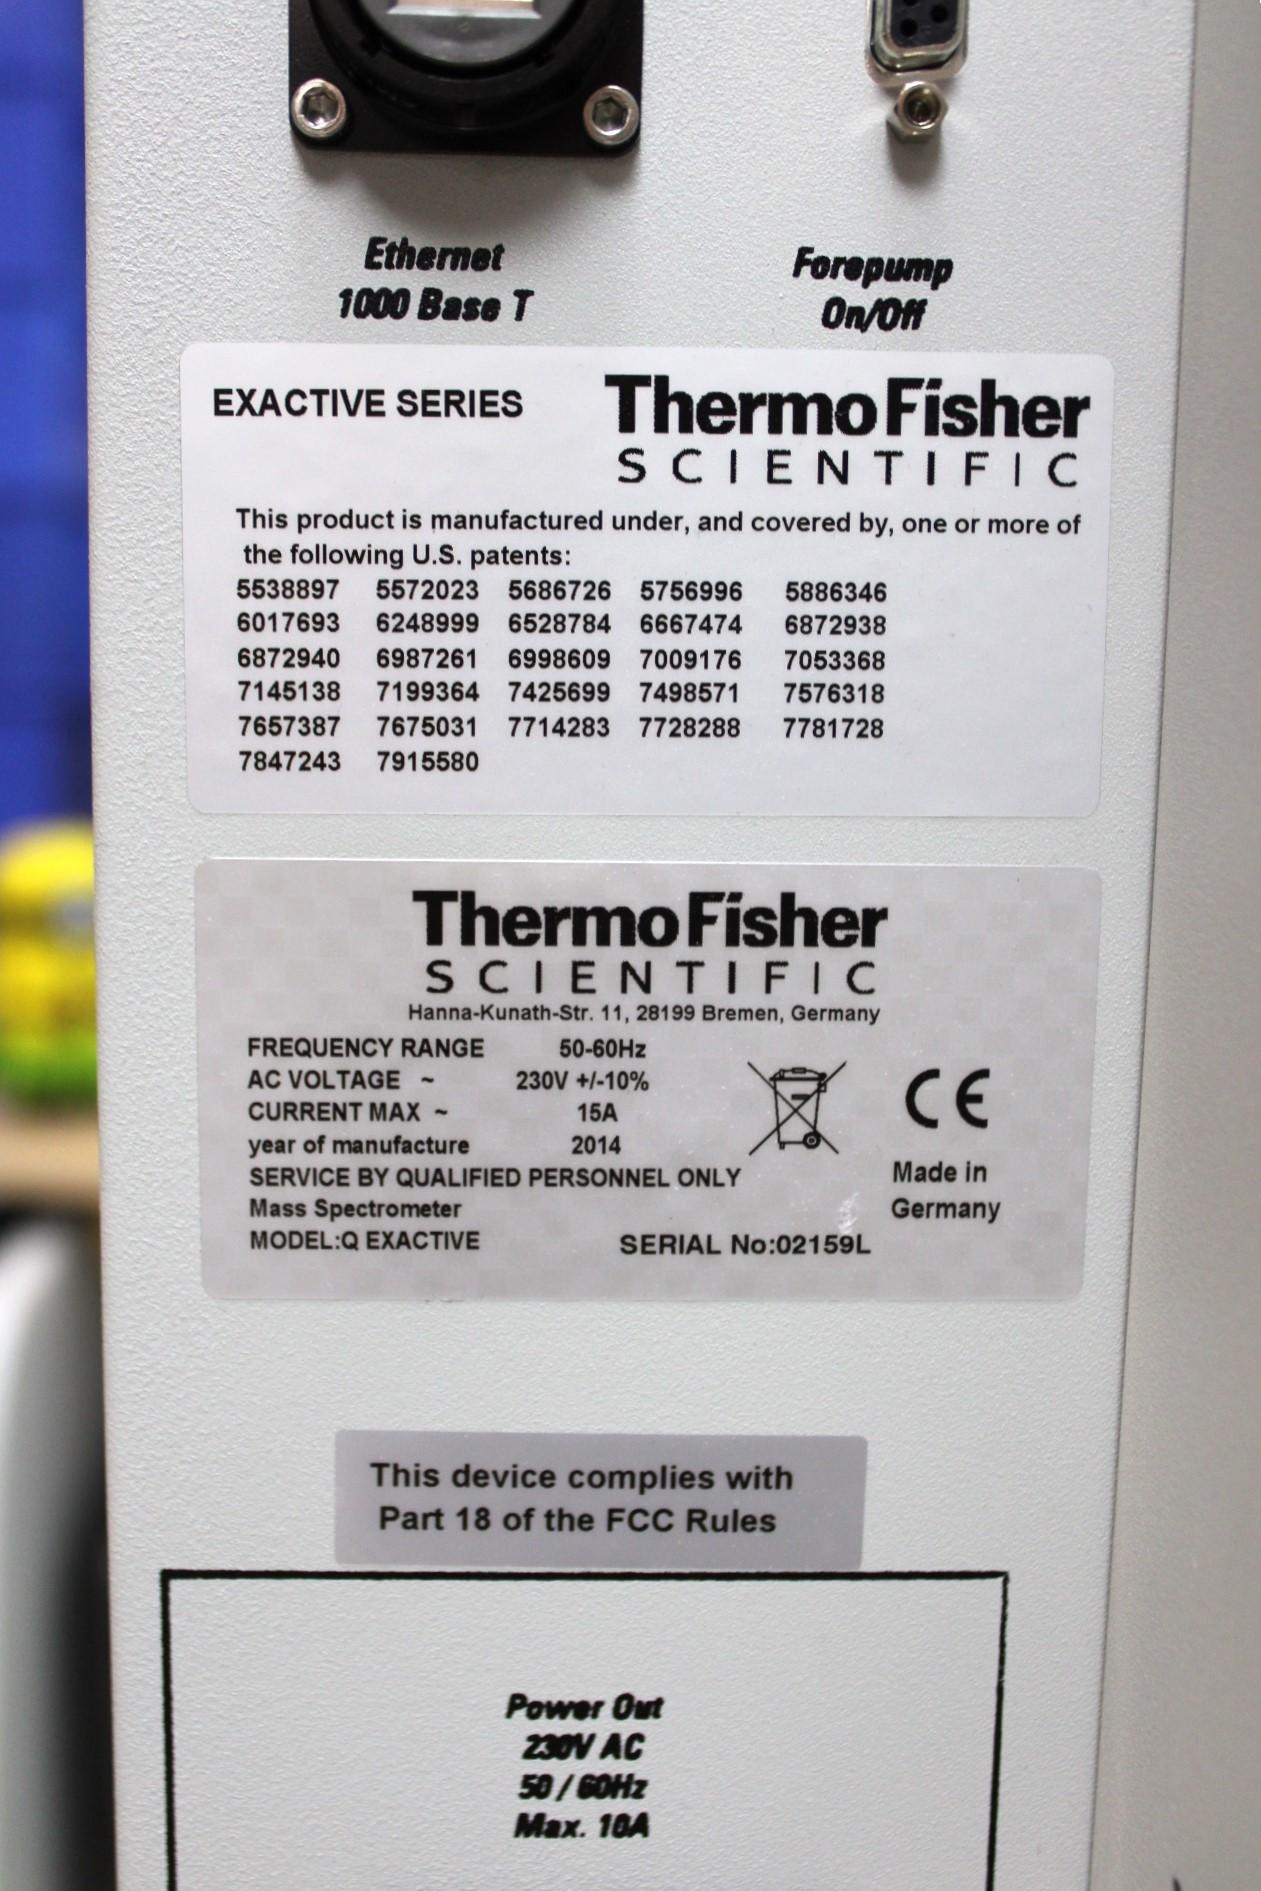 Ethernet
1000 Base T
Forepump
On/Off
EXACTIVE SERIES
ThermoFisher
SCIENTIFIC
This product is manufactured under, and covered by, one or more of
the following U.S. patents:
5538897 5572023 5686726 5756996 5886346
6017693 6248999 6528784 6667474 6872938
6872940 6987261 6998609 7009176 7053368
7145138 7199364 7425699 7498571 7576318
7657387 7675031 7714283 7728288 7781728
7847243 7915580
ThermoFisher
SCIENTIFIC
Hanna-Kunath-Str. 11, 28199 Bremen, Germany
FREQUENCY RANGE 50-60Hz
AC VOLTAGE ~ 230V +/-10%
CURRENT MAX ~ 15A
year of manufacture 2014
SERVICE BY QUALIFIED PERSONNEL ONLY
Mass Spectrometer
MODEL:Q EXACTIVE SERIAL No:02159L
CE
Made in
Germany
This device complies with
Part 18 of the FCC Rules
Power Out
230V AC
50 / 60Hz
Max. 10A